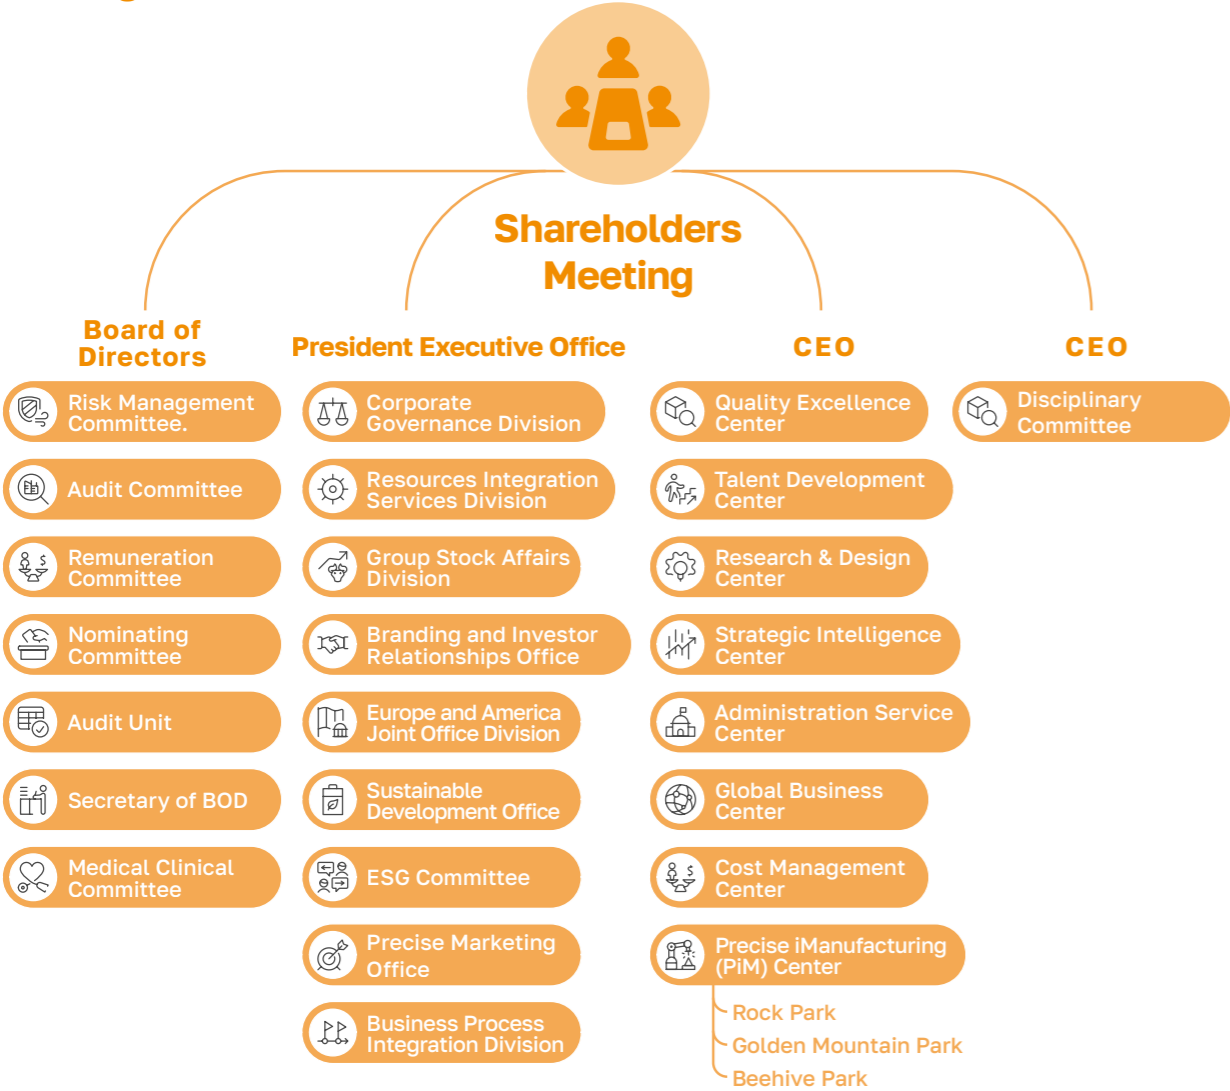 Shareholders
Meeting
Board of
Directors
Risk Management
Committee.
Audit Committee
Remuneration
Committee
Nominating
Committee
Audit Unit
Secretary of BOD
Medical Clinical
Committee
President Executive Office
Corporate
Governance Division
Resources Integration
Services Division
Group Stock Affairs
Division
Branding and Investor
Relationships Office
Europe and America
Joint Office Division
Sustainable
Development Office
ESG Committee
Precise Marketing
Office
Business Process
Integration Division
CEO
Quality Excellence
Center
Talent Development
Center
Research & Design
Center
Strategic Intelligence
Center
Administration Service
Center
Global Business
Center
Cost Management
Center
Precise iManufacturing
(PiM) Center
Rock Park
Golden Mountain Park
Beehive Park
CEO
Disciplinary
Committee